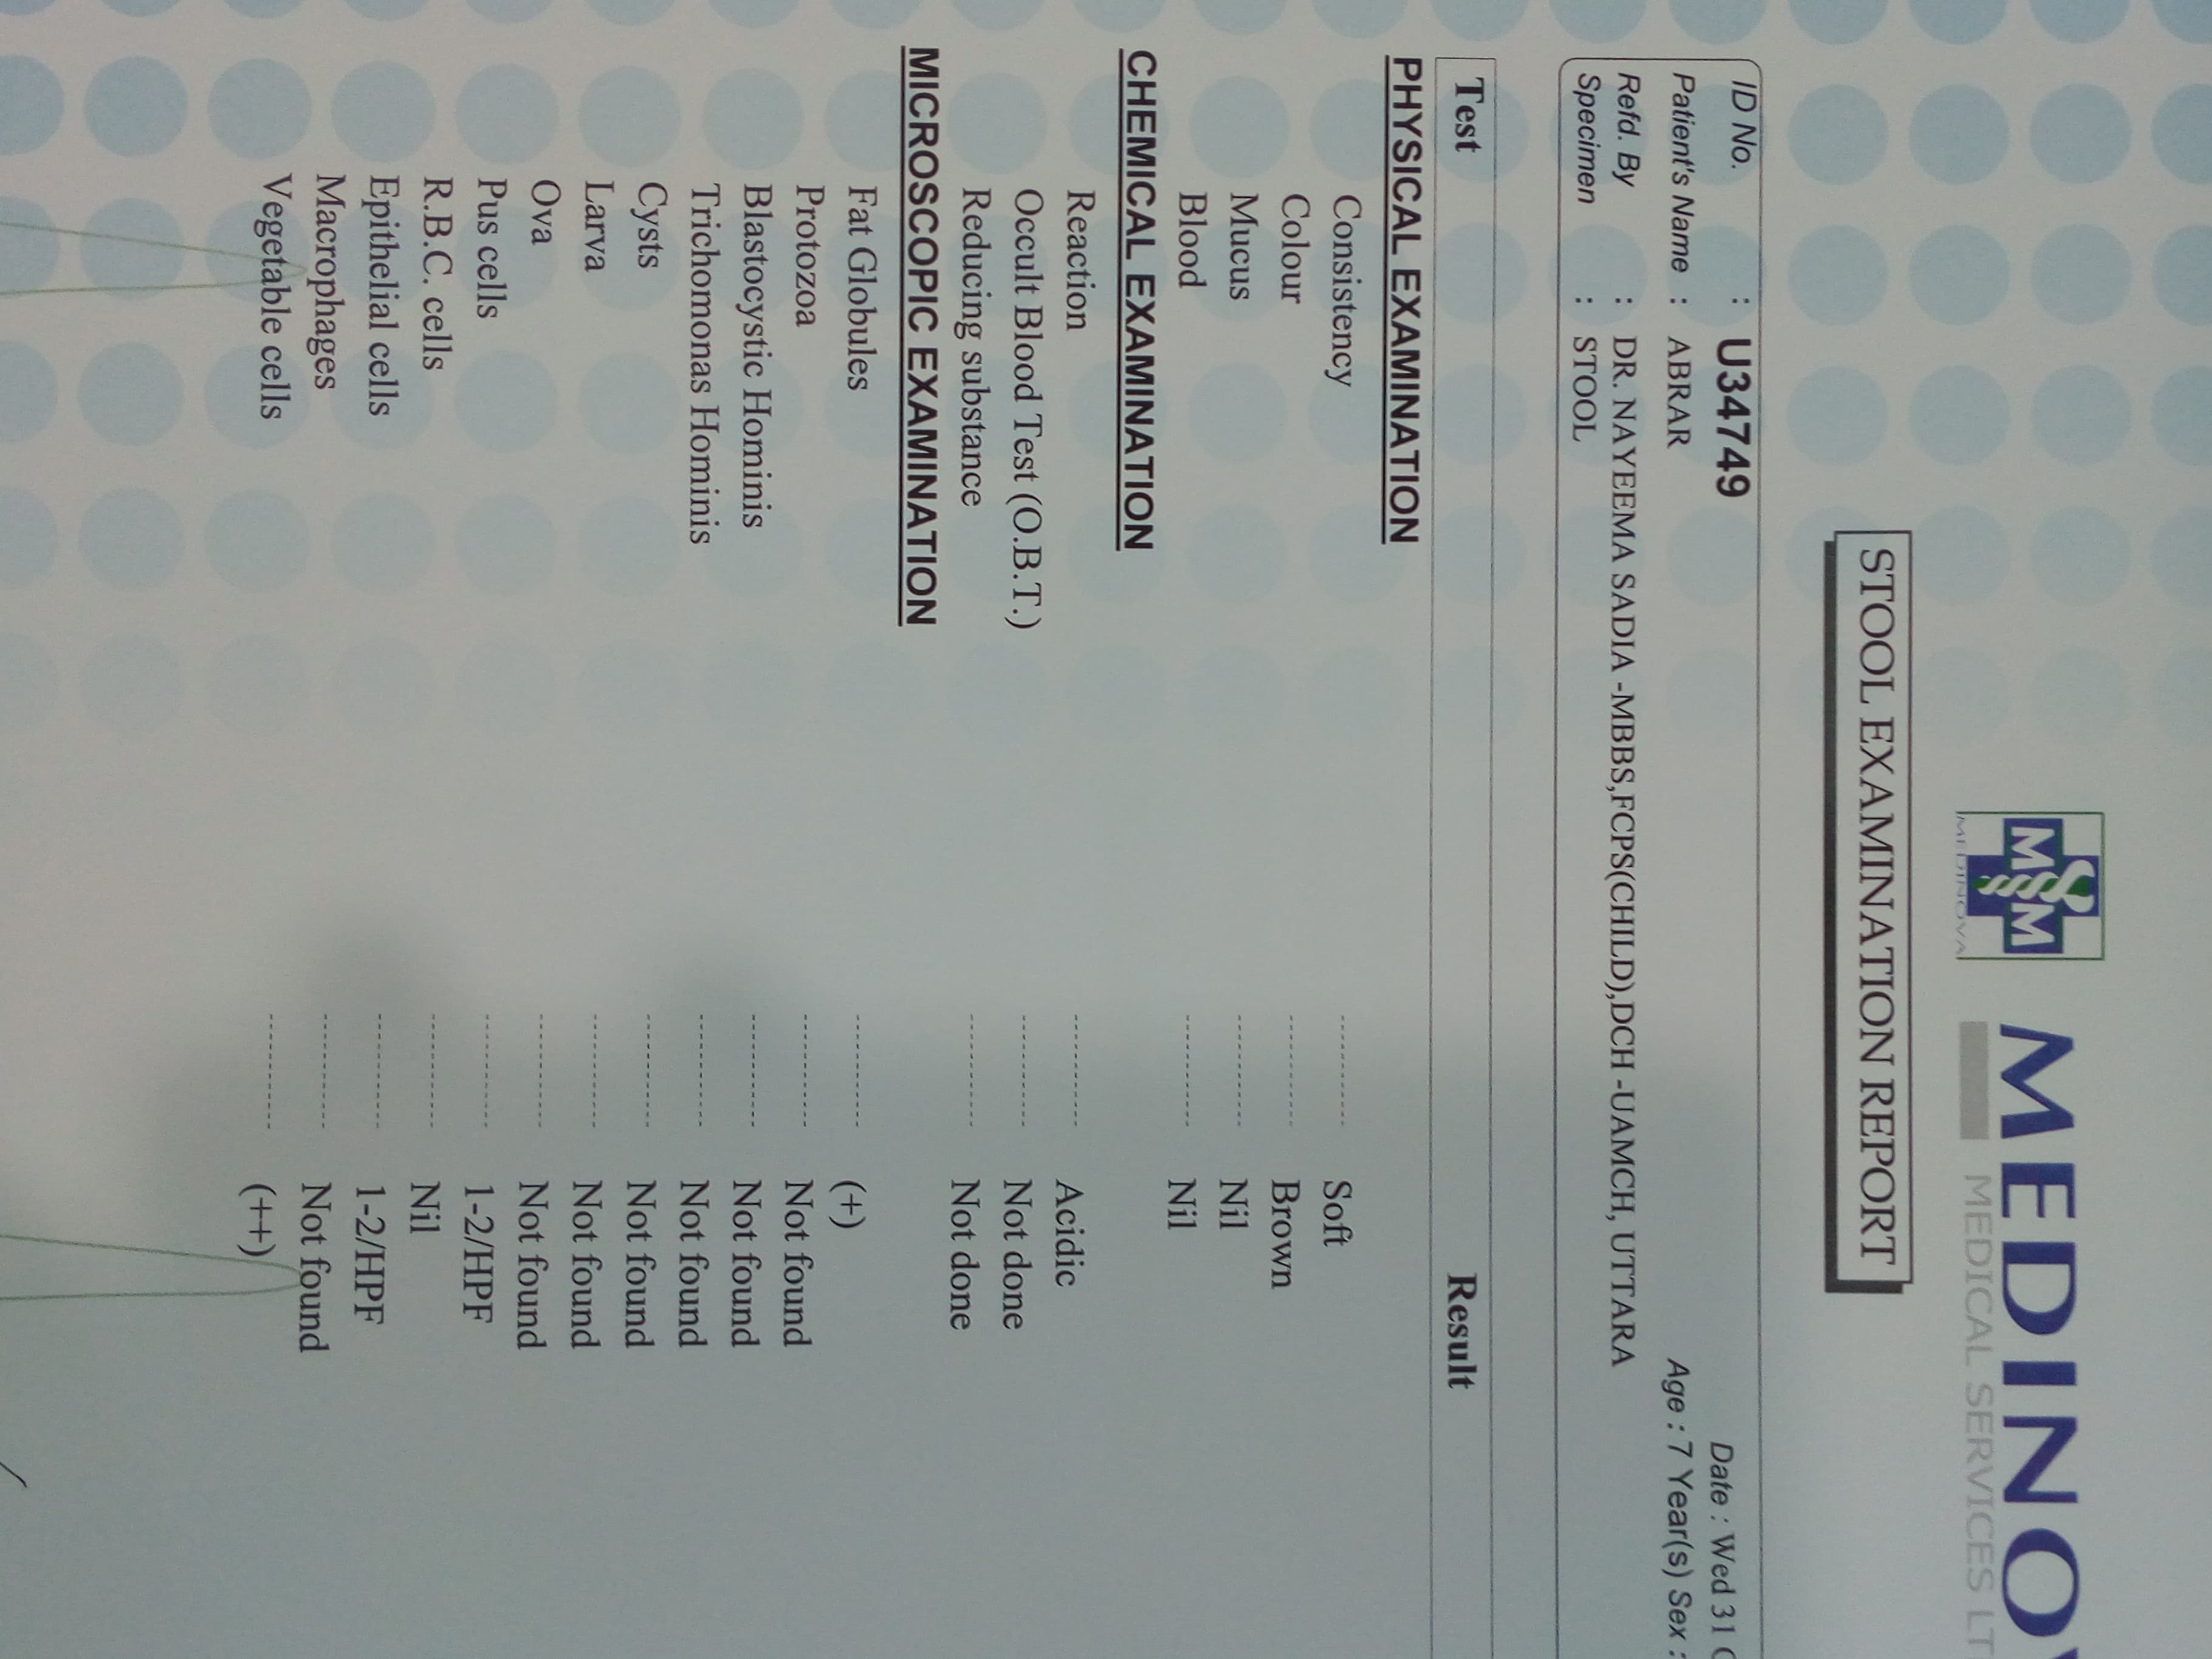 MEDINO
MEDICAL SERVICES LT
MEDINOVA
STOOL EXAMINATION REPORT
ID No. : U34749 Date : Wed 31
Patient's Name : ABRAR Age : 7 Year(s) Sex :
Refd. By : DR. NAYEEMA SADIA -MBBS,FCPS(CHILD),DCH -UAMCH, UTTARA
Specimen : STOOL
Test Result
PHYSICAL EXAMINATION
Consistency ---------- Soft
Colour ---------- Brown
Mucus ---------- Nil
Blood ---------- Nil
CHEMICAL EXAMINATION
Reaction ---------- Acidic
Occult Blood Test (O.B.T.) ---------- Not done
Reducing substance ---------- Not done
MICROSCOPIC EXAMINATION
Fat Globules ---------- (+)
Protozoa ---------- Not found
Blastocystic Hominis ---------- Not found
Trichomonas Hominis ---------- Not found
Cysts ---------- Not found
Larva ---------- Not found
Ova ---------- Not found
Pus cells ---------- 1-2/HPF
R.B.C. cells ---------- Nil
Epithelial cells ---------- 1-2/HPF
Macrophages ---------- Not found
Vegetable cells ---------- (++)